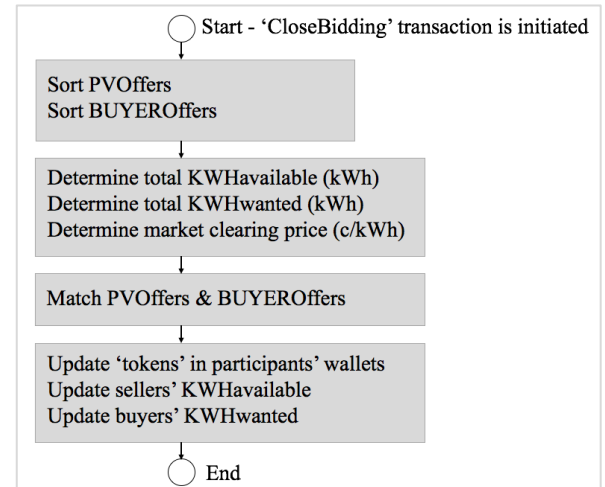 Start - ‘CloseBidding’ transaction is initiated
Sort PVOffers
Sort BUYEROffers
Determine total KWHavailable (kWh)
Determine total KWHwanted (kWh)
Determine market clearing price (c/kWh)
Match PVOffers & BUYEROffers
Update ‘tokens’ in participants’ wallets
Update sellers’ KWHavailable
Update buyers’ KWHwanted
End